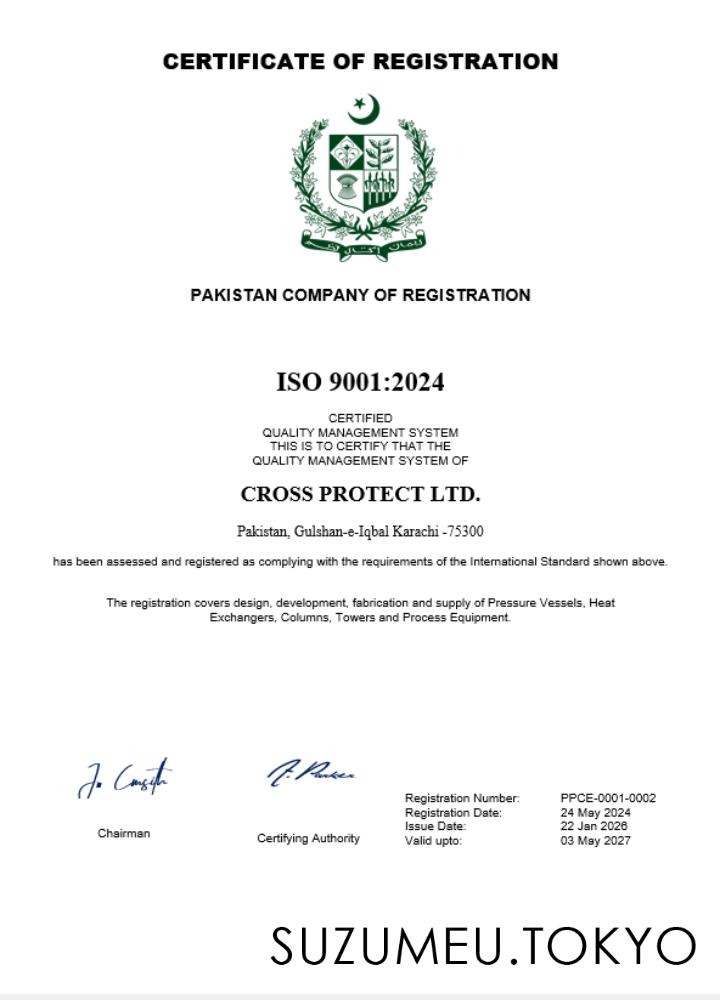 CERTIFICATE OF REGISTRATION
PAKISTAN COMPANY OF REGISTRATION
ISO 9001:2024
CERTIFIED
QUALITY MANAGEMENT SYSTEM
THIS IS TO CERTIFY THAT THE
QUALITY MANAGEMENT SYSTEM OF
CROSS PROTECT LTD.
Pakistan, Gulshan-e-Iqbal Karachi -75300
has been assessed and registered as complying with the requirements of the International Standard shown above.
The registration covers design, development, fabrication and supply of Pressure Vessels, Heat
Exchangers, Columns, Towers and Process Equipment.
Chairman
Certifying Authority
Registration Number: PPCE-0001-0002
Registration Date: 24 May 2024
Issue Date: 22 Jan 2026
Valid upto: 03 May 2027
SUZUMEU.TOKYO